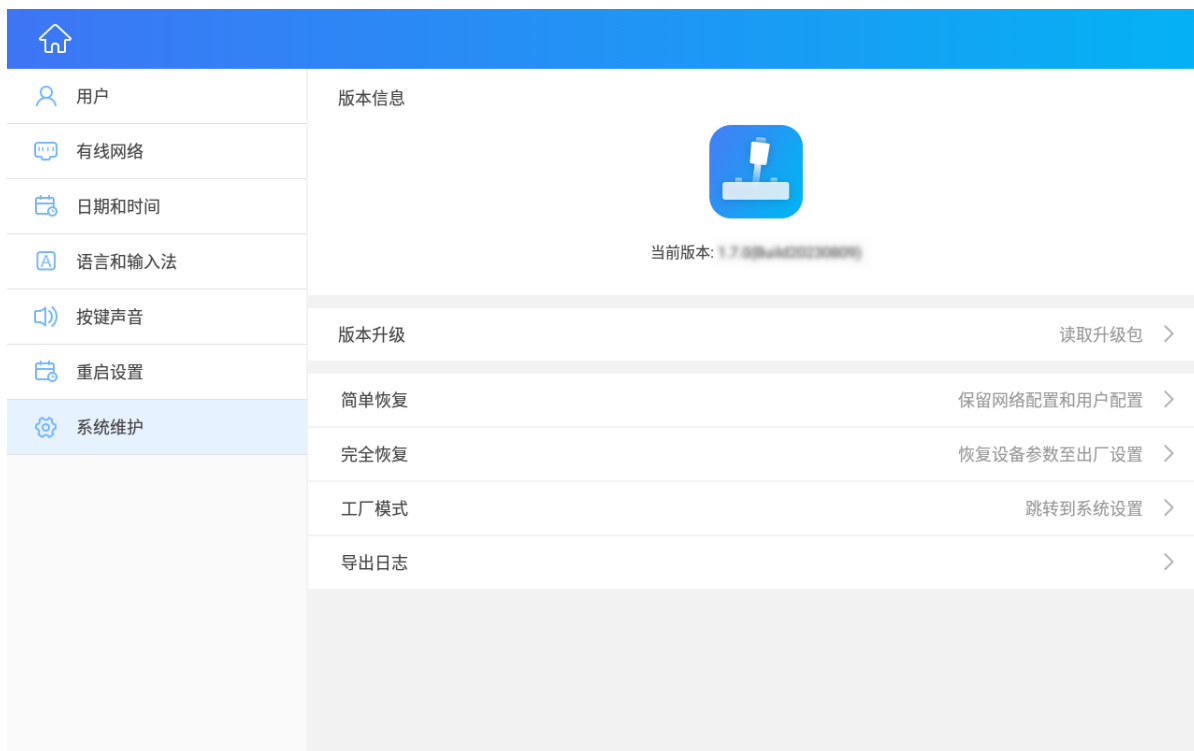 用户
有线网络
日期和时间
语言和输入法
按键声音
重启设置
系统维护
版本信息
当前版本:
版本升级 读取升级包
简单恢复 保留网络配置和用户配置
完全恢复 恢复设备参数至出厂设置
工厂模式 跳转到系统设置
导出日志